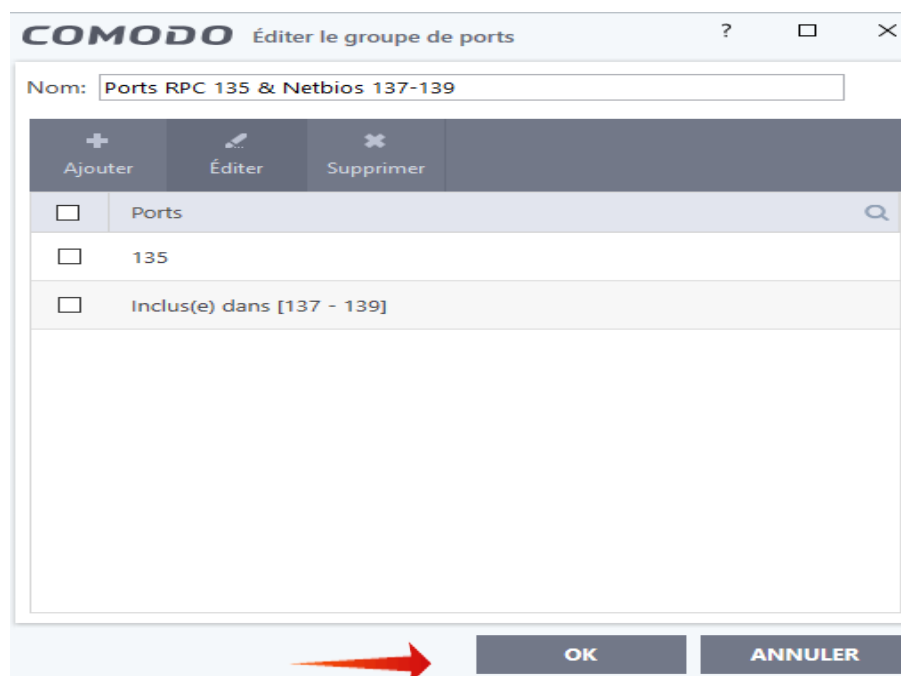 COMODO Éditer le groupe de ports ?
Nom: Ports RPC 135 & Netbios 137-139
Ajouter Éditer Supprimer
Ports
135
Inclus(e) dans [137 - 139]
OK ANNULER